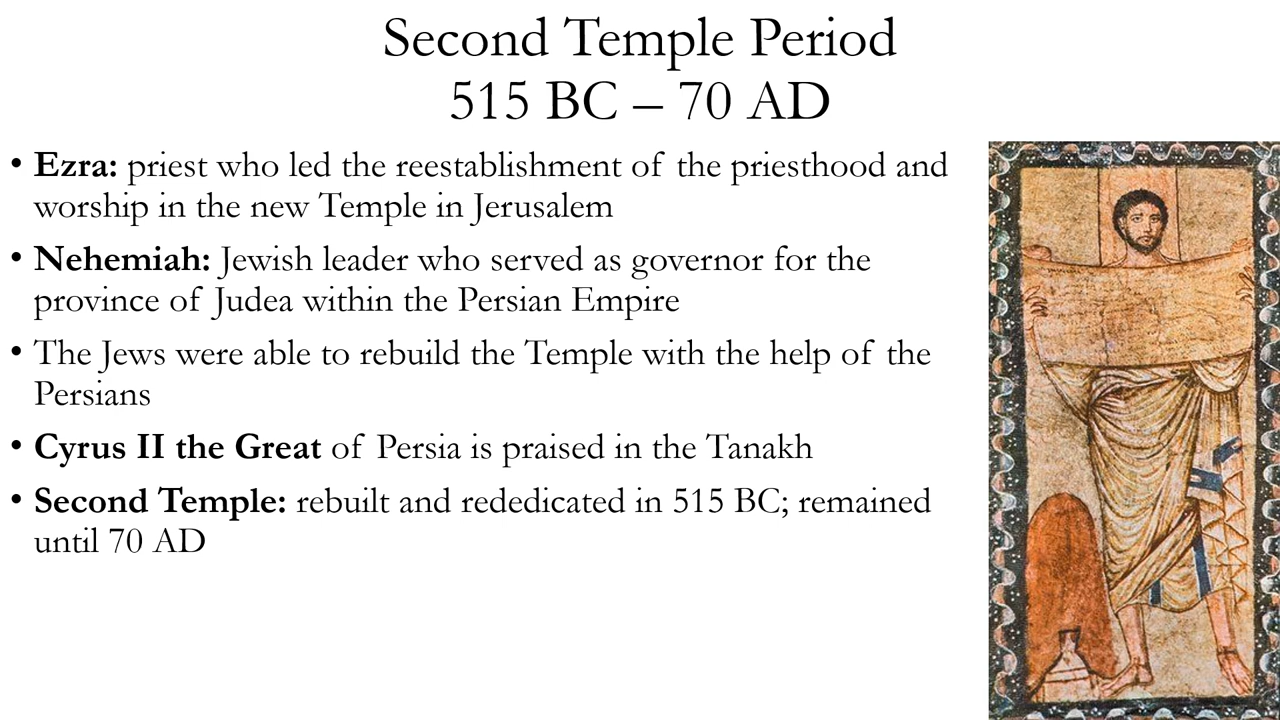 Second Temple Period
515 BC – 70 AD
• Ezra: priest who led the reestablishment of the priesthood and
worship in the new Temple in Jerusalem
• Nehemiah: Jewish leader who served as governor for the
province of Judea within the Persian Empire
• The Jews were able to rebuild the Temple with the help of the
Persians
• Cyrus II the Great of Persia is praised in the Tanakh
• Second Temple: rebuilt and rededicated in 515 BC; remained
until 70 AD